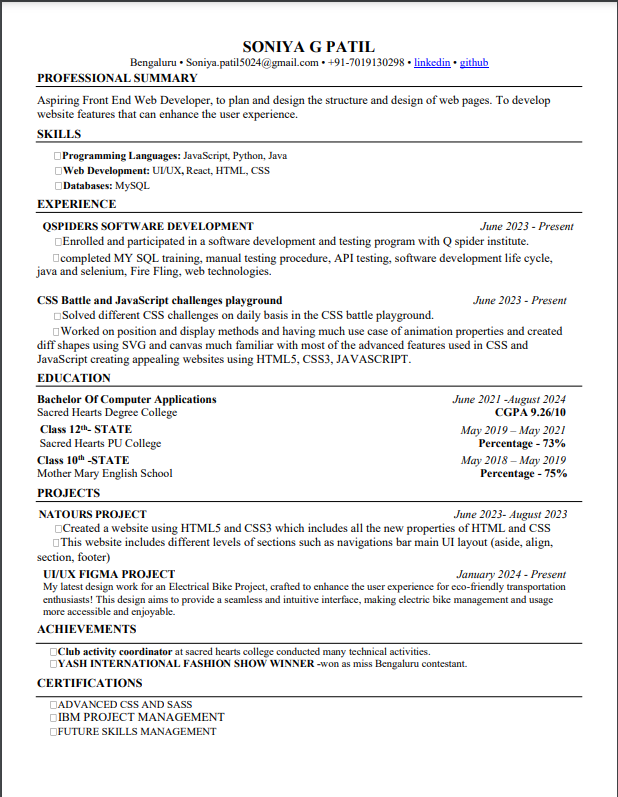 SONIYA G PATIL
Bengaluru • Soniya.patil5024@gmail.com • +91-7019130298 • linkedin • github
PROFESSIONAL SUMMARY
Aspiring Front End Web Developer, to plan and design the structure and design of web pages. To develop
website features that can enhance the user experience.
SKILLS
Programming Languages: JavaScript, Python, Java
Web Development: UI/UX, React, HTML, CSS
Databases: MySQL
EXPERIENCE
QSPIDERS SOFTWARE DEVELOPMENT June 2023 - Present
Enrolled and participated in a software development and testing program with Q spider institute.
completed MY SQL training, manual testing procedure, API testing, software development life cycle,
java and selenium, Fire Fling, web technologies.
CSS Battle and JavaScript challenges playground June 2023 - Present
Solved different CSS challenges on daily basis in the CSS battle playground.
Worked on position and display methods and having much use case of animation properties and created
diff shapes using SVG and canvas much familiar with most of the advanced features used in CSS and
JavaScript creating appealing websites using HTML5, CSS3, JAVASCRIPT.
EDUCATION
Bachelor Of Computer Applications June 2021 -August 2024
Sacred Hearts Degree College CGPA 9.26/10
Class 12th- STATE May 2019 – May 2021
Sacred Hearts PU College Percentage - 73%
Class 10th -STATE May 2018 – May 2019
Mother Mary English School Percentage - 75%
PROJECTS
NATOURS PROJECT June 2023- August 2023
Created a website using HTML5 and CSS3 which includes all the new properties of HTML and CSS
This website includes different levels of sections such as navigations bar main UI layout (aside, align,
section, footer)
UI/UX FIGMA PROJECT January 2024 - Present
My latest design work for an Electrical Bike Project, crafted to enhance the user experience for eco-friendly transportation
enthusiasts! This design aims to provide a seamless and intuitive interface, making electric bike management and usage
more accessible and enjoyable.
ACHIEVEMENTS
Club activity coordinator at sacred hearts college conducted many technical activities.
YASH INTERNATIONAL FASHION SHOW WINNER -won as miss Bengaluru contestant.
CERTIFICATIONS
ADVANCED CSS AND SASS
IBM PROJECT MANAGEMENT
FUTURE SKILLS MANAGEMENT